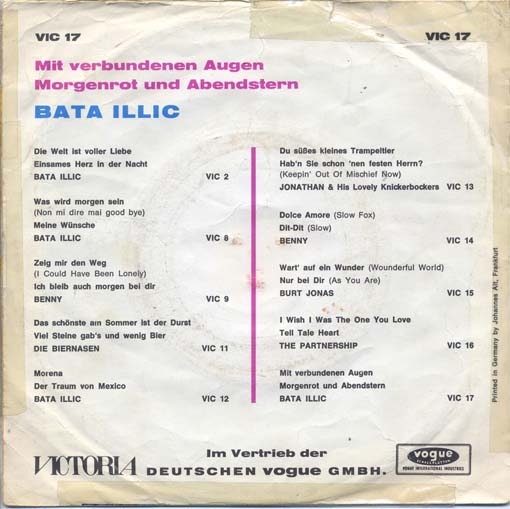 VIC 17
VIC 17
Mit verbundenen Augen
Morgenrot und Abendstern
BATA ILLIC
Die Welt ist voller Liebe
Einsames Herz in der Nacht
BATA ILLIC VIC 2
Was wird morgen sein
(Non mi dire mai good bye)
Meine Wünsche
BATA ILLIC VIC 8
Zeig mir den Weg
(I Could Have Been Lonely)
Ich bleib auch morgen bei dir
BENNY VIC 9
Das schönste am Sommer ist der Durst
Viel Steine gab's und wenig Bier
DIE BIERNASEN VIC 11
Morena
Der Traum von Mexico
BATA ILLIC VIC 12
Du süßes kleines Trampeltier
Hab'n Sie schon 'nen festen Herrn?
(Keepin' Out Of Mischief Now)
JONATHAN & His Lovely Knickerbockers VIC 13
Dolce Amore (Slow Fox)
Dit-Dit (Slow)
BENNY VIC 14
Wart' auf ein Wunder (Wounderful World)
Nur bei Dir (As You Are)
BURT JONAS VIC 15
I Wish I Was The One You Love
Tell Tale Heart
THE PARTNERSHIP VIC 16
Mit verbundenen Augen
Morgenrot und Abendstern
BATA ILLIC VIC 17
Printed in Germany by Johannes Alt, Frankfurt
VICTORIA
Im Vertrieb der
DEUTSCHEN vogue GMBH.
vogue
SCHALLPLATTEN
VOGUE INTERNATIONAL INDUSTRIES